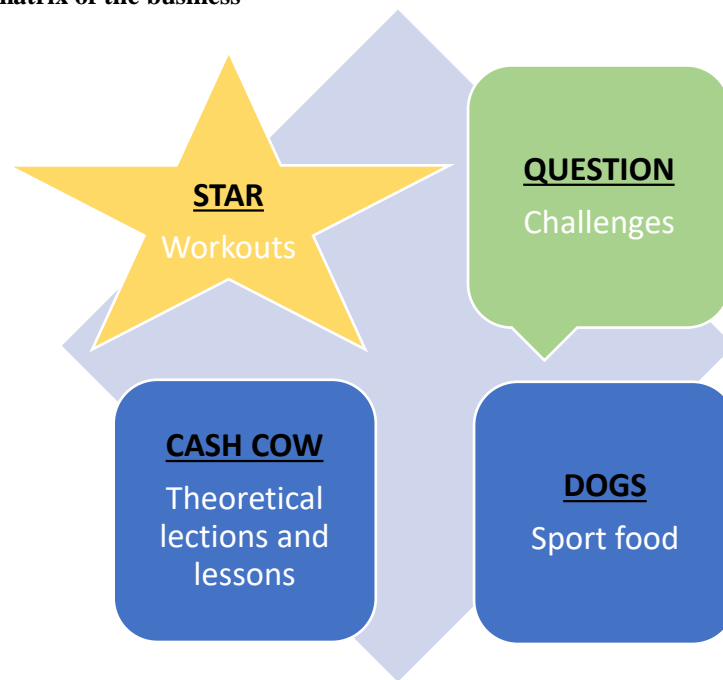 matrix of the business
STAR
Workouts
QUESTION
Challenges
CASH COW
Theoretical
lections and
lessons
DOGS
Sport food